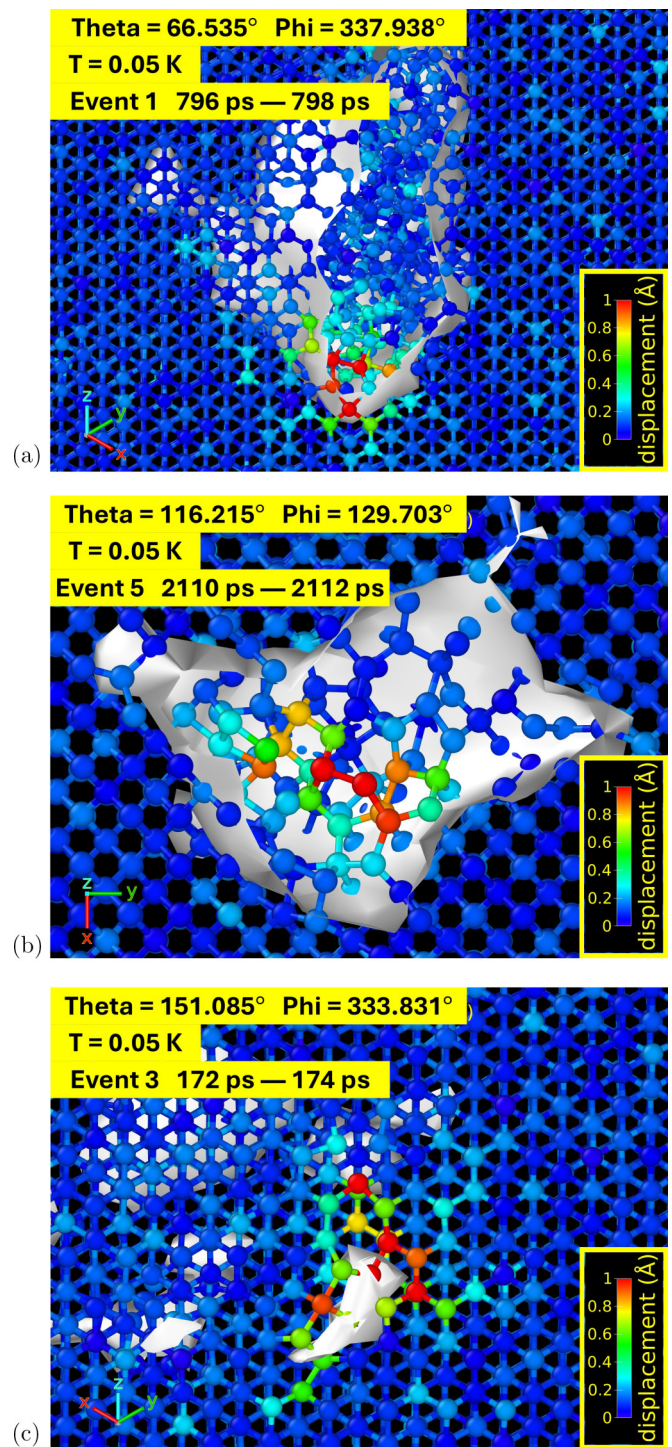 Theta = 66.535° Phi = 337.938°
T = 0.05 K
Event 1 796 ps — 798 ps
displacement (Å)
1
0.8
0.6
0.4
0.2
0
z
y
x
(a)
Theta = 116.215° Phi = 129.703°
)
T = 0.05 K
Event 5 2110 ps — 2112 ps
displacement (Å)
1
0.8
0.6
0.4
0.2
0
z
y
x
(b)
Theta = 151.085° Phi = 333.831°
)
T = 0.05 K
Event 3 172 ps — 174 ps
displacement (Å)
1
0.8
0.6
0.4
0.2
0
x
z
y
(c)